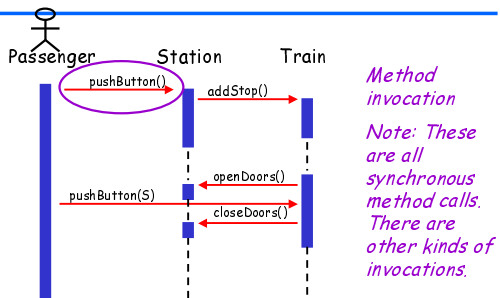 Passenger Station Train
pushButton()
addStop()
openDoors()
pushButton(S)
closeDoors()
Method
invocation
Note: These
are all
synchronous
method calls.
There are
other kinds of
invocations.